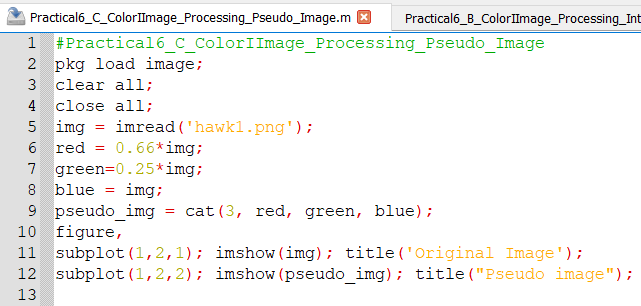 Practical6_C_ColorIImage_Processing_Pseudo_Image.m Practical6_B_ColorIImage_Processing_Int
1 #Practical6_C_ColorIImage_Processing_Pseudo_Image
2 pkg load image;
3 clear all;
4 close all;
5 img = imread('hawk1.png');
6 red = 0.66*img;
7 green=0.25*img;
8 blue = img;
9 pseudo_img = cat(3, red, green, blue);
10 figure,
11 subplot(1,2,1); imshow(img); title('Original Image');
12 subplot(1,2,2); imshow(pseudo_img); title("Pseudo image");
13